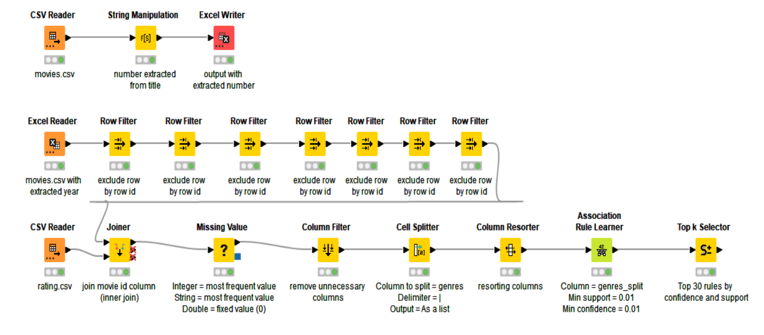 CSV Reader String Manipulation Excel Writer
movies.csv number extracted output with
from title extracted number
Excel Reader Row Filter Row Filter Row Filter Row Filter Row Filter Row Filter Row Filter
movies.csv with exclude row exclude row exclude row exclude row exclude row exclude row exclude row
extracted year by row id by row id by row id by row id by row id by row id by row id
Association
CSV Reader Joiner Missing Value Column Filter Cell Splitter Column Resorter Rule Learner Top k Selector
rating.csv join movie id column Integer = most frequent value remove unnecessary Column to split = genres resorting columns Column = genres_split Top 30 rules by
(inner join) String = most frequent value columns Delimiter = | Min support = 0.01 confidence and support
Double = fixed value (0) Output = As a list Min confidence = 0.01